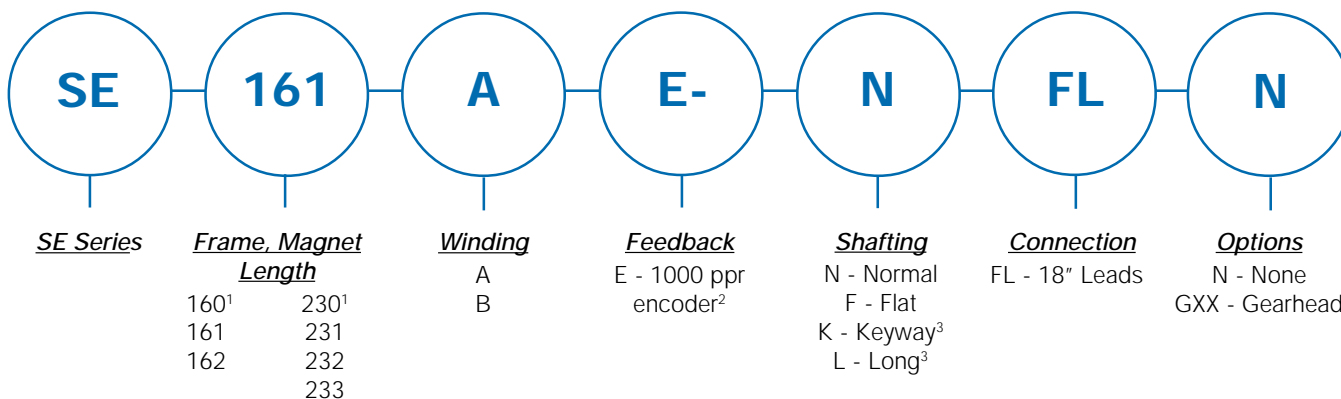 SE 161 A E- N FL N
SE Series
Frame, Magnet
Length
160¹ 230¹
161 231
162 232
233
Winding
A
B
Feedback
E - 1000 ppr
encoder²
Shafting
N - Normal
F - Flat
K - Keyway³
L - Long³
Connection
FL - 18" Leads
Options
N - None
GXX - Gearhead